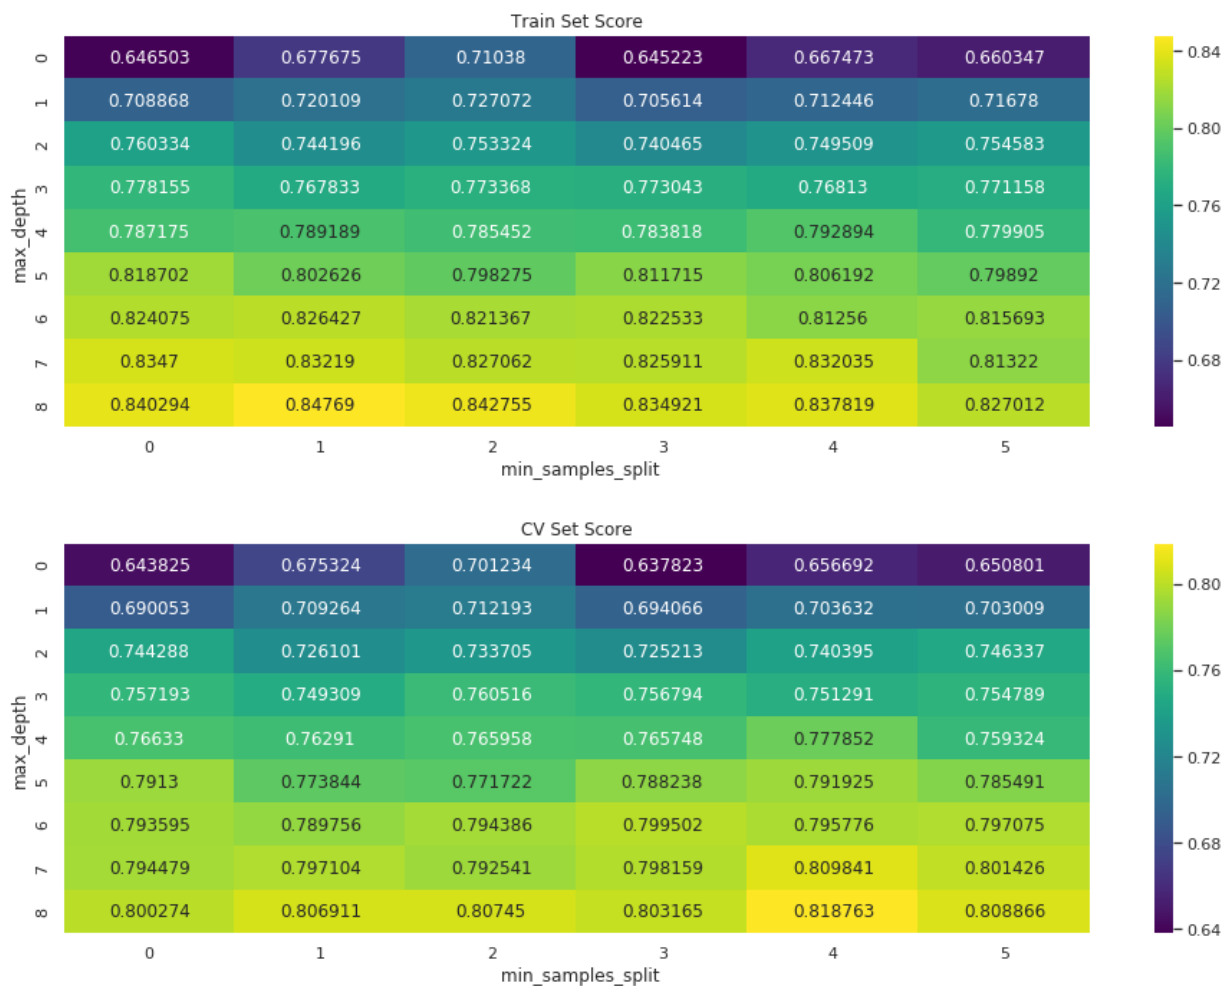 Train Set Score
0 0.646503 0.677675 0.71038 0.645223 0.667473 0.660347
1 0.708868 0.720109 0.727072 0.705614 0.712446 0.71678
2 0.760334 0.744196 0.753324 0.740465 0.749509 0.754583
3 0.778155 0.767833 0.773368 0.773043 0.76813 0.771158
4 0.787175 0.789189 0.785452 0.783818 0.792894 0.779905
5 0.818702 0.802626 0.798275 0.811715 0.806192 0.79892
6 0.824075 0.826427 0.821367 0.822533 0.81256 0.815693
7 0.8347 0.83219 0.827062 0.825911 0.832035 0.81322
8 0.840294 0.84769 0.842755 0.834921 0.837819 0.827012
max_depth
0 1 2 3 4 5
min_samples_split
0.84
0.80
0.76
0.72
0.68
CV Set Score
0 0.643825 0.675324 0.701234 0.637823 0.656692 0.650801
1 0.690053 0.709264 0.712193 0.694066 0.703632 0.703009
2 0.744288 0.726101 0.733705 0.725213 0.740395 0.746337
3 0.757193 0.749309 0.760516 0.756794 0.751291 0.754789
4 0.76633 0.76291 0.765958 0.765748 0.777852 0.759324
5 0.7913 0.773844 0.771722 0.788238 0.791925 0.785491
6 0.793595 0.789756 0.794386 0.799502 0.795776 0.797075
7 0.794479 0.797104 0.792541 0.798159 0.809841 0.801426
8 0.800274 0.806911 0.80745 0.803165 0.818763 0.808866
max_depth
0 1 2 3 4 5
min_samples_split
0.80
0.76
0.72
0.68
0.64